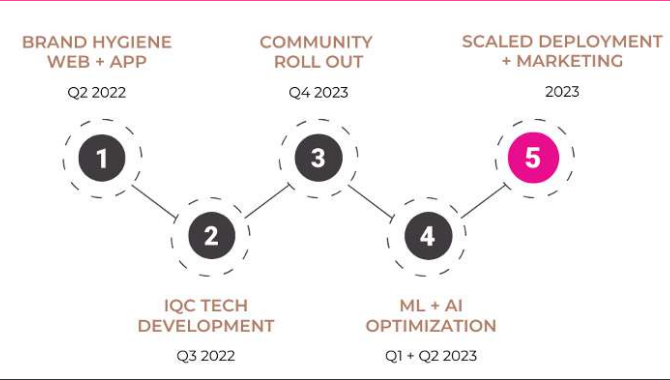 BRAND HYGIENE
WEB + APP
Q2 2022
COMMUNITY
ROLL OUT
Q4 2023
SCALED DEPLOYMENT
+ MARKETING
2023
1
3
5
2
4
IQC TECH
DEVELOPMENT
Q3 2022
ML + AI
OPTIMIZATION
Q1 + Q2 2023